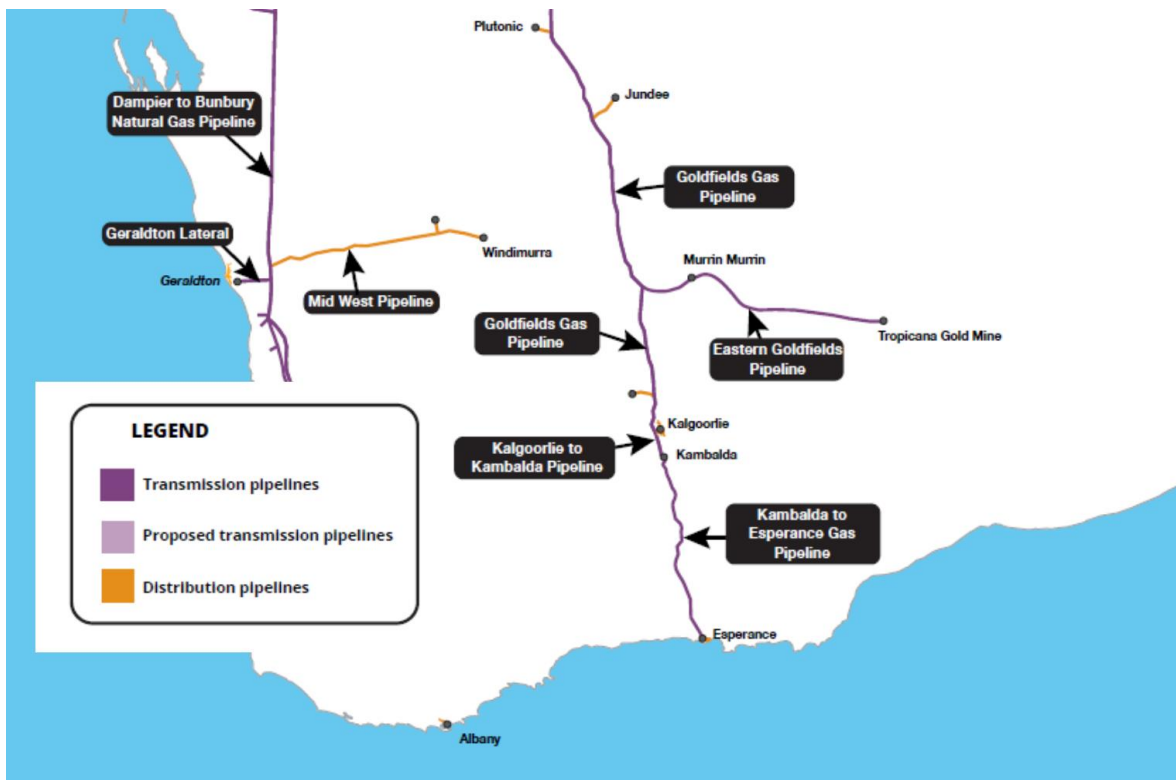 Plutonic
Jundee
Dampier to Bunbury
Natural Gas Pipeline
Goldfields Gas
Pipeline
Geraldton Lateral
Windimurra
Geraldton
Murrin Murrin
Mid West Pipeline
Goldfields Gas
Pipeline
Tropicana Gold Mine
Eastern Goldfields
Pipeline
LEGEND
Transmission pipelines
Proposed transmission pipelines
Distribution pipelines
Kalgoorlie
Kalgoorlie to
Kambalda Pipeline
Kambalda
Kambalda to
Esperance Gas
Pipeline
Esperance
Albany